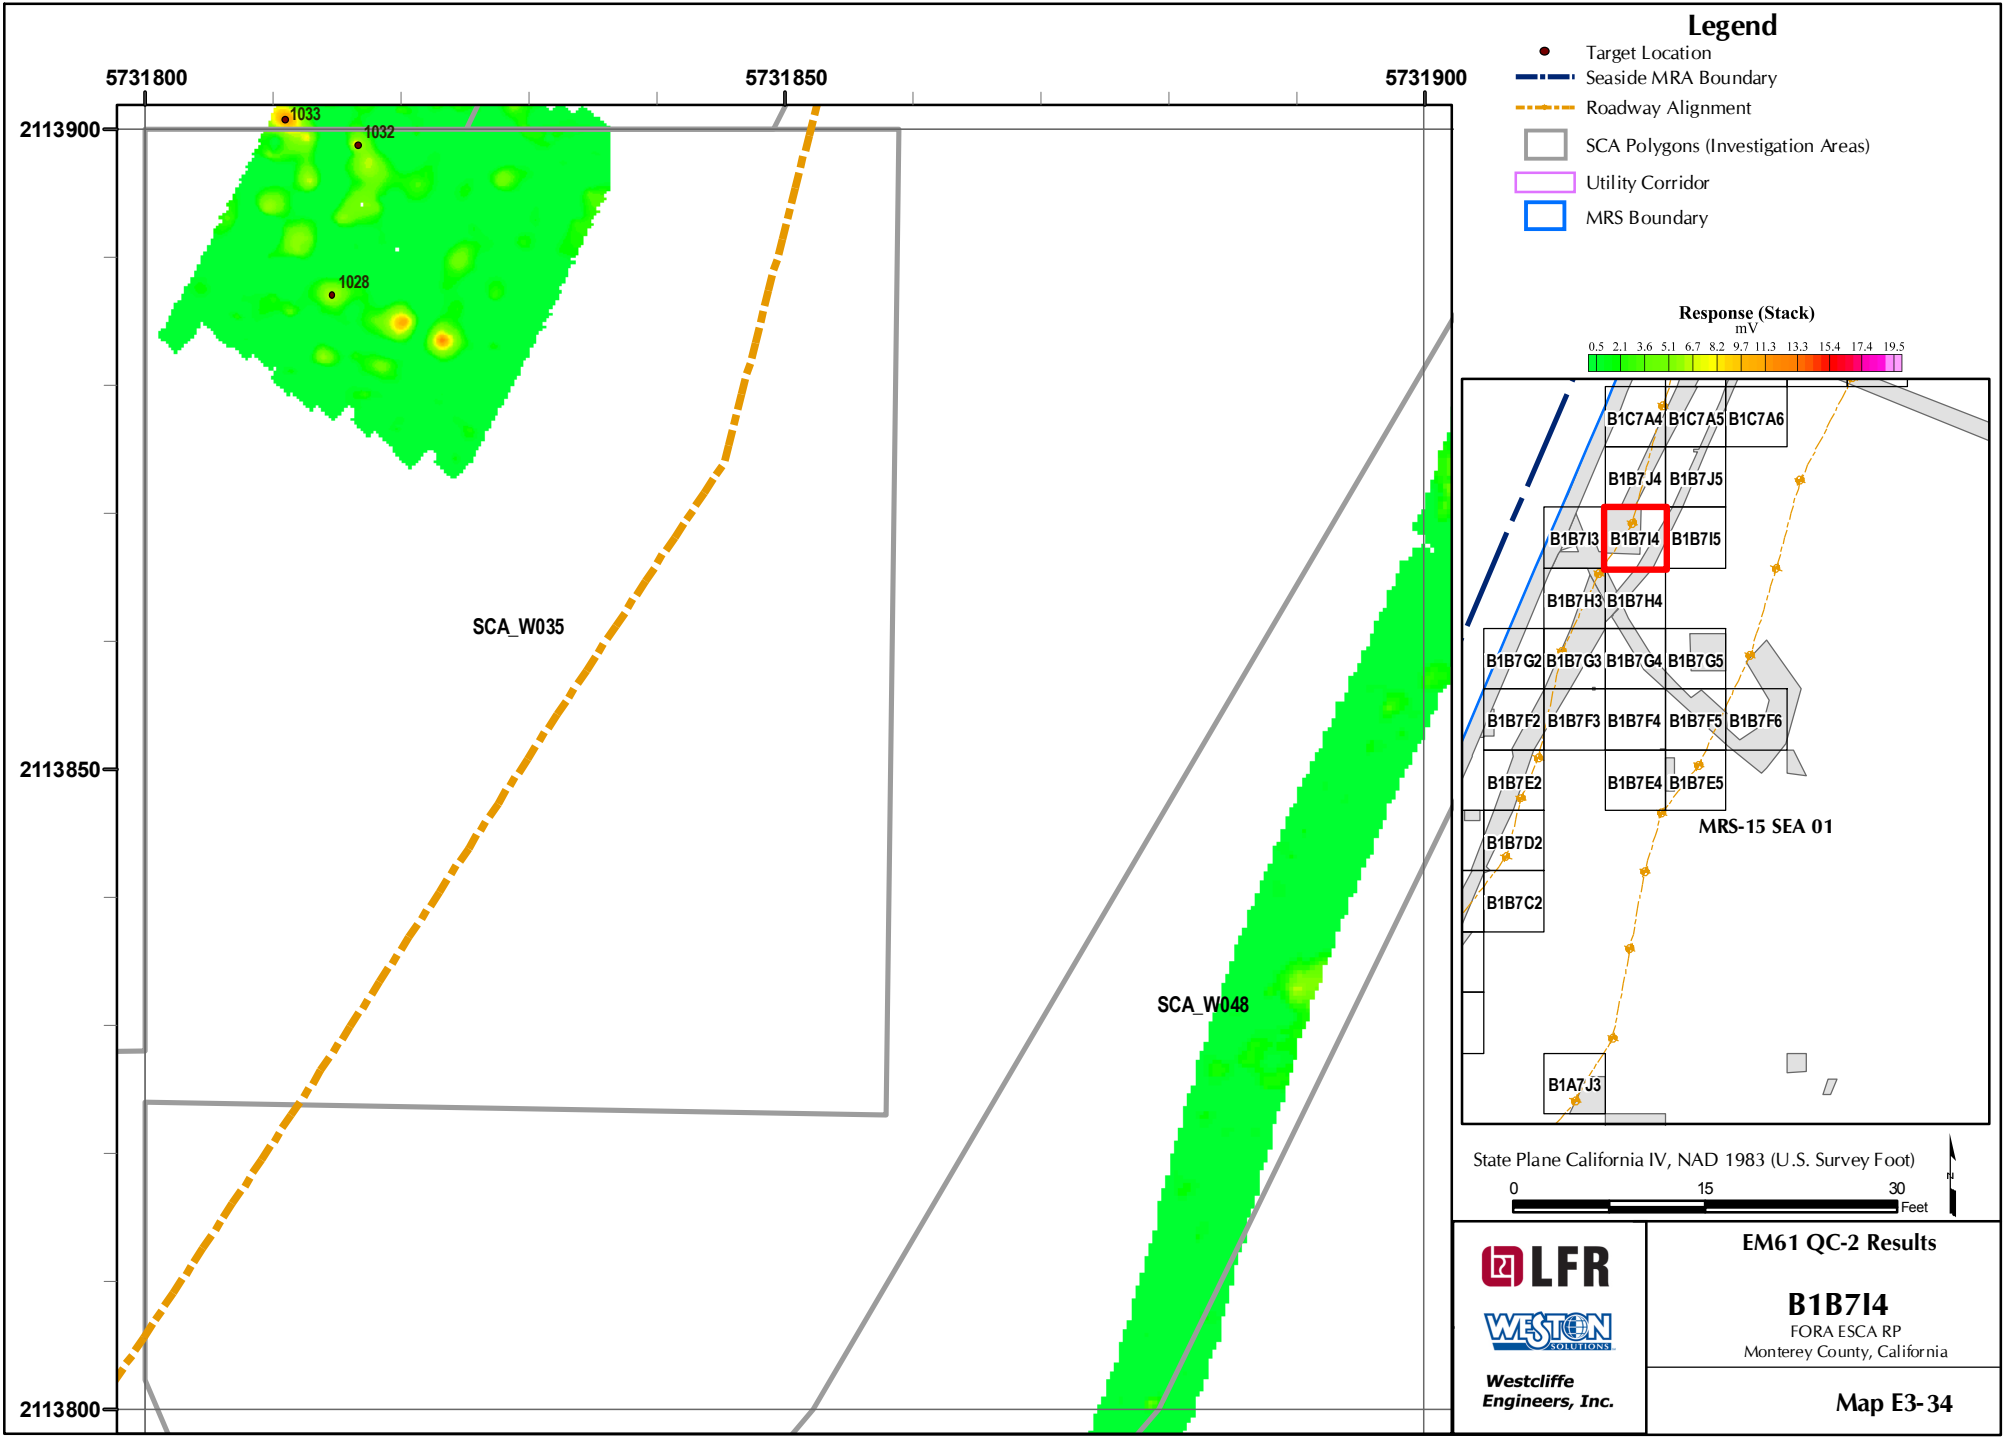 Legend
Target Location
Seaside MRA Boundary
Roadway Alignment
SCA Polygons (Investigation Areas)
Utility Corridor
MRS Boundary
5731800 5731850 5731900
2113900
2113850
2113800
1033
1032
1028
SCA_W035
SCA_W048
Response (Stack)
mV
0.5 2.1 3.6 5.1 6.7 8.2 9.7 11.3 13.3 15.4 17.4 19.5
B1C7A4 B1C7A5 B1C7A6
B1B7J4 B1B7J5
B1B7I3 B1B7I4 B1B7I5
B1B7H3 B1B7H4
B1B7G2 B1B7G3 B1B7G4 B1B7G5
B1B7F2 B1B7F3 B1B7F4 B1B7F5 B1B7F6
B1B7E2 B1B7E4 B1B7E5
MRS-15 SEA 01
B1B7D2
B1B7C2
B1A7J3
State Plane California IV, NAD 1983 (U.S. Survey Foot)
0 15 30
Feet
N
LFR
WESTON
SOLUTIONS
Westcliffe
Engineers, Inc.
EM61 QC-2 Results
B1B7I4
FORA ESCA RP
Monterey County, California
Map E3-34